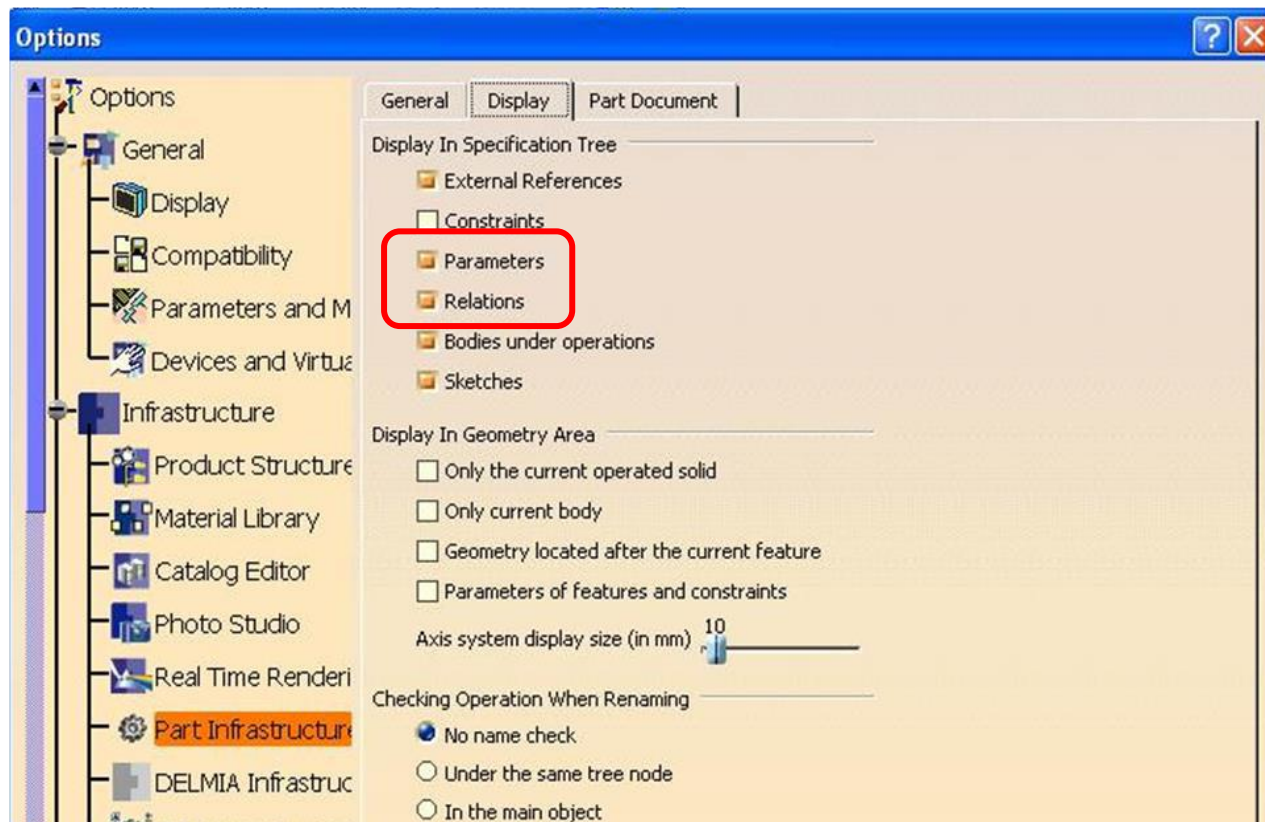 Options
Options
General
Display
Compatibility
Parameters and M
Devices and Virtua
Infrastructure
Product Structure
Material Library
Catalog Editor
Photo Studio
Real Time Renderi
Part Infrastructure
DELMIA Infrastruc
General Display Part Document
Display In Specification Tree
External References
Constraints
Parameters
Relations
Bodies under operations
Sketches
Display In Geometry Area
Only the current operated solid
Only current body
Geometry located after the current feature
Parameters of features and constraints
Axis system display size (in mm) 10
Checking Operation When Renaming
No name check
Under the same tree node
In the main object